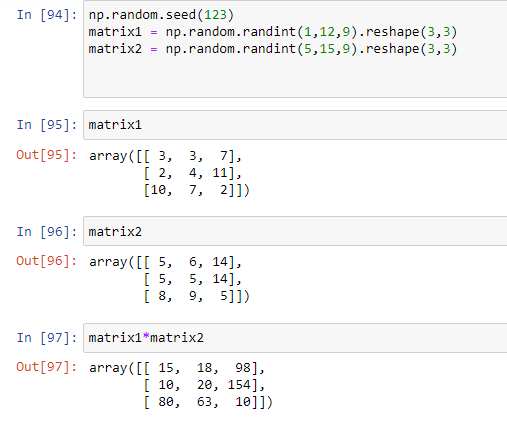 In [94]: np.random.seed(123)
matrix1 = np.random.randint(1,12,9).reshape(3,3)
matrix2 = np.random.randint(5,15,9).reshape(3,3)
In [95]: matrix1
Out[95]: array([[ 3,  3,  7],
       [ 2,  4, 11],
       [10,  7,  2]])
In [96]: matrix2
Out[96]: array([[ 5,  6, 14],
       [ 5,  5, 14],
       [ 8,  9,  5]])
In [97]: matrix1*matrix2
Out[97]: array([[ 15,  18,  98],
       [ 10,  20, 154],
       [ 80,  63,  10]])